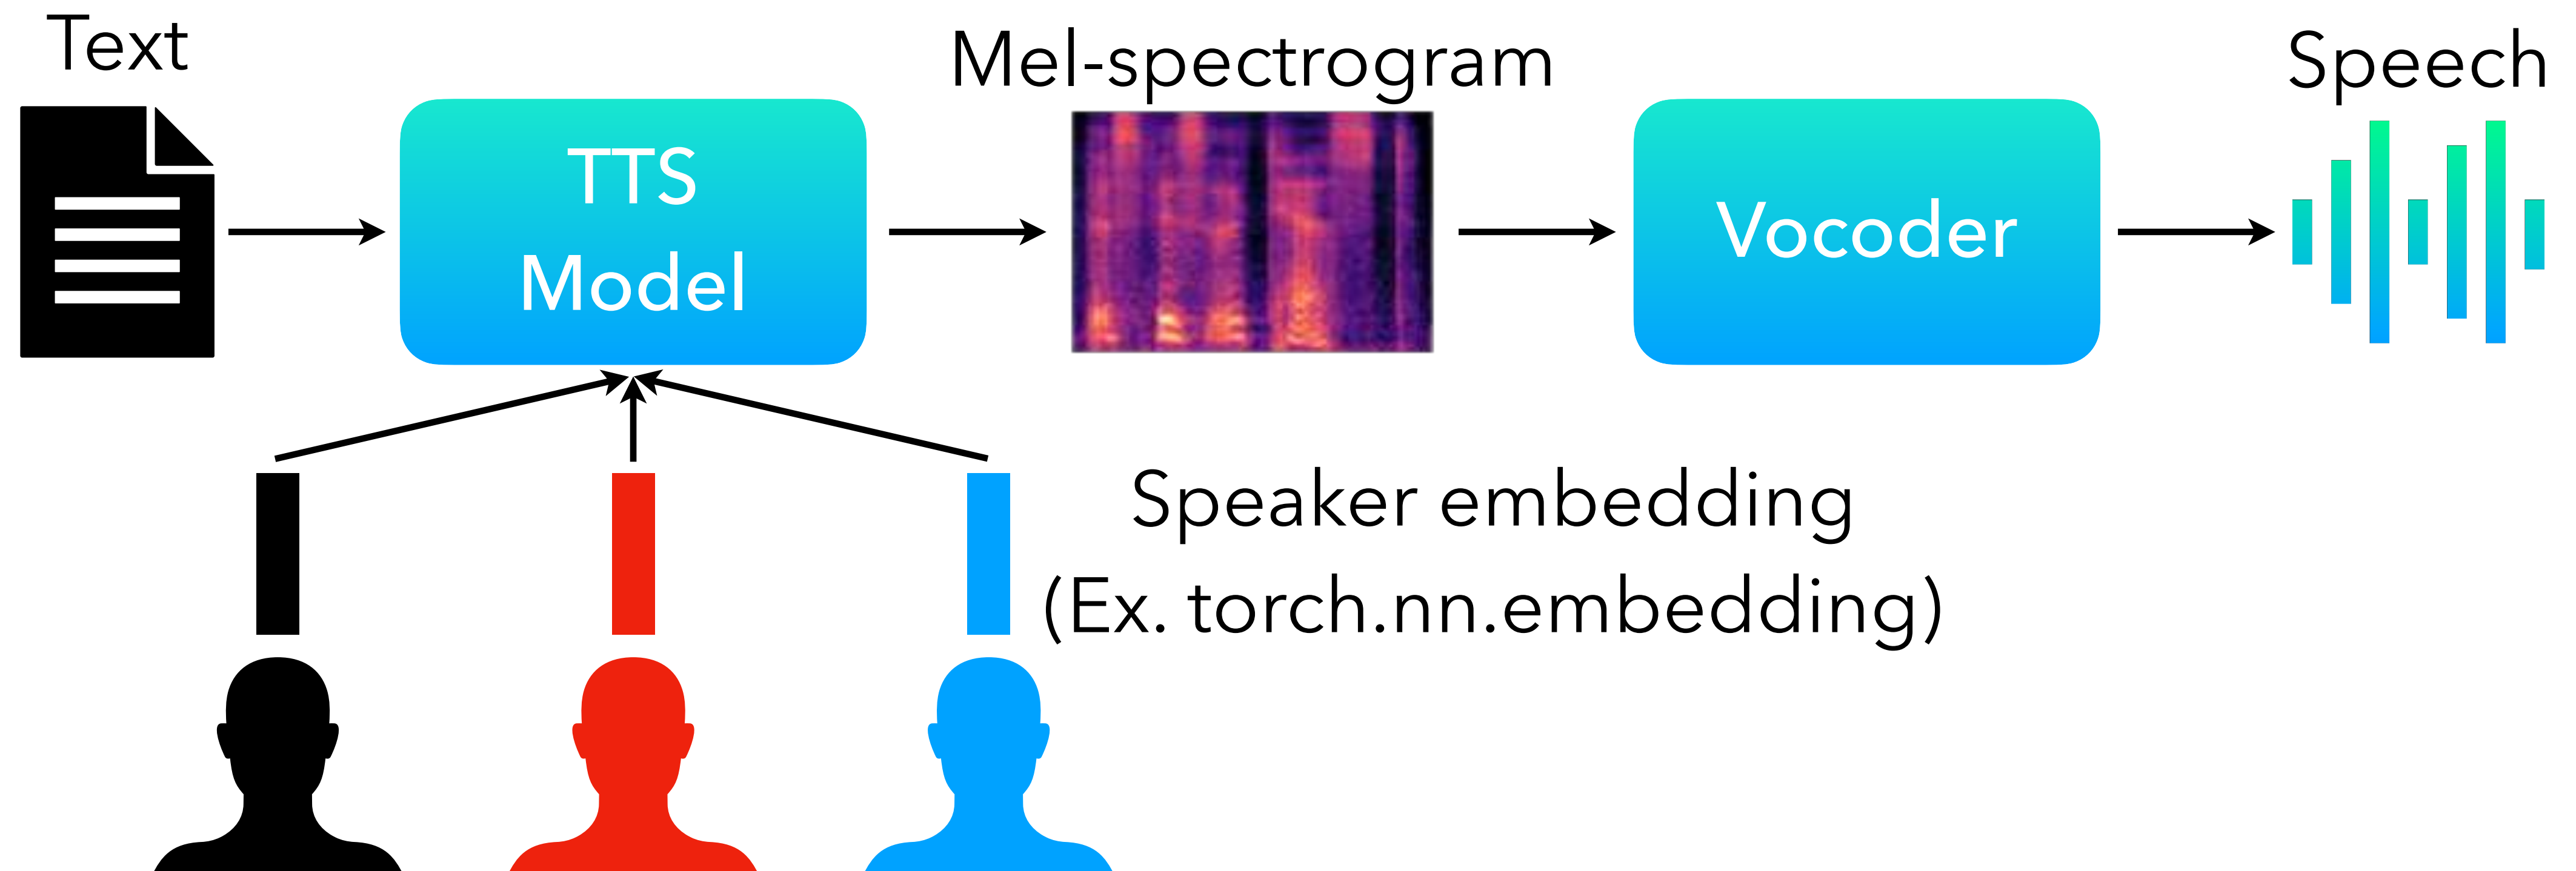 Text
TTS
Model
Mel-spectrogram
Vocoder
Speech
Speaker embedding
(Ex. torch.nn.embedding)